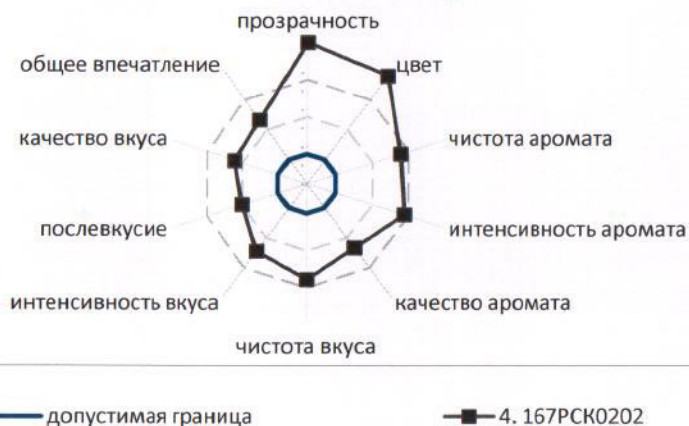 прозрачность
общее впечатление
цвет
качество вкуса
чистота аромата
послевкусие
интенсивность аромата
интенсивность вкуса
качество аромата
чистота вкуса
допустимая граница
4. 167РСК0202